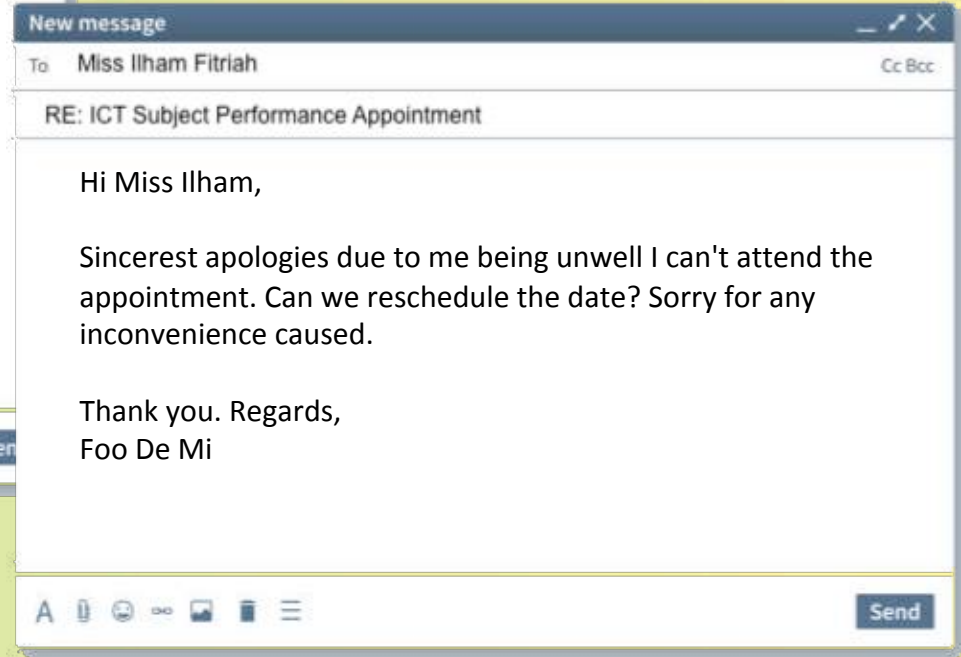 New message
To Miss Ilham Fitriah Cc Bcc
RE: ICT Subject Performance Appointment
Hi Miss Ilham,
Sincerest apologies due to me being unwell I can't attend the
appointment. Can we reschedule the date? Sorry for any
inconvenience caused.
Thank you. Regards,
Foo De Mi
A
Send